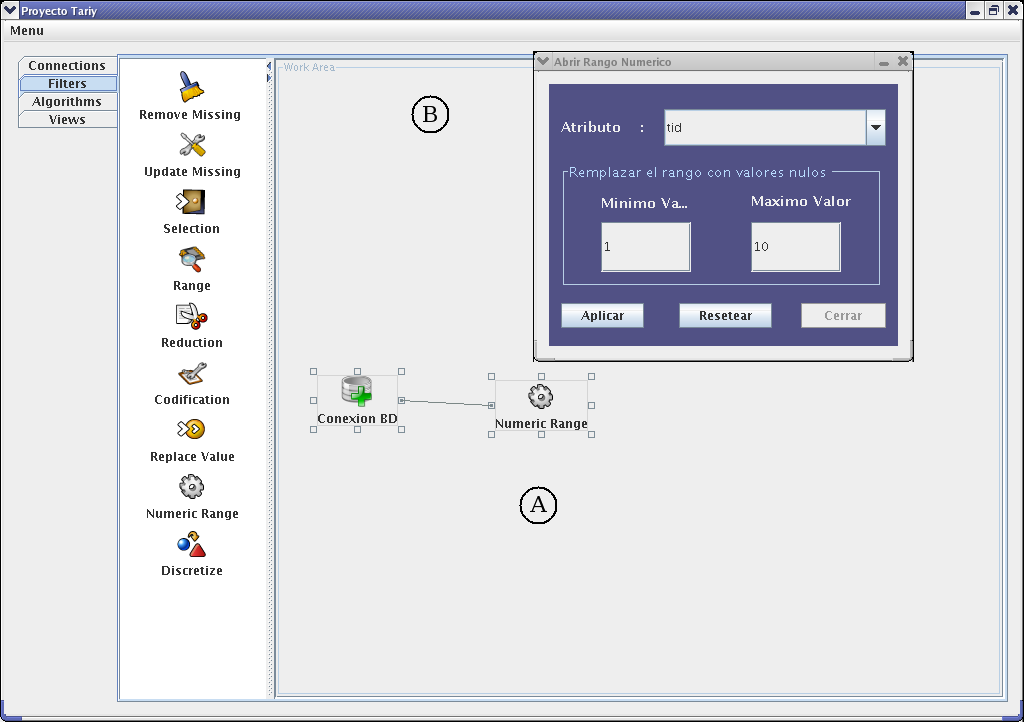 Proyecto Tariy
Menu
Connections
Filters
Algorithms
Views
Remove Missing
Update Missing
Selection
Range
Reduction
Codification
Replace Value
Numeric Range
Discretize
Work Area
B
Abrir Rango Numerico
Atributo : tid
Remplazar el rango con valores nulos
Minimo Va... Maximo Valor
1 10
Aplicar Resetear Cerrar
Conexion BD
Numeric Range
A